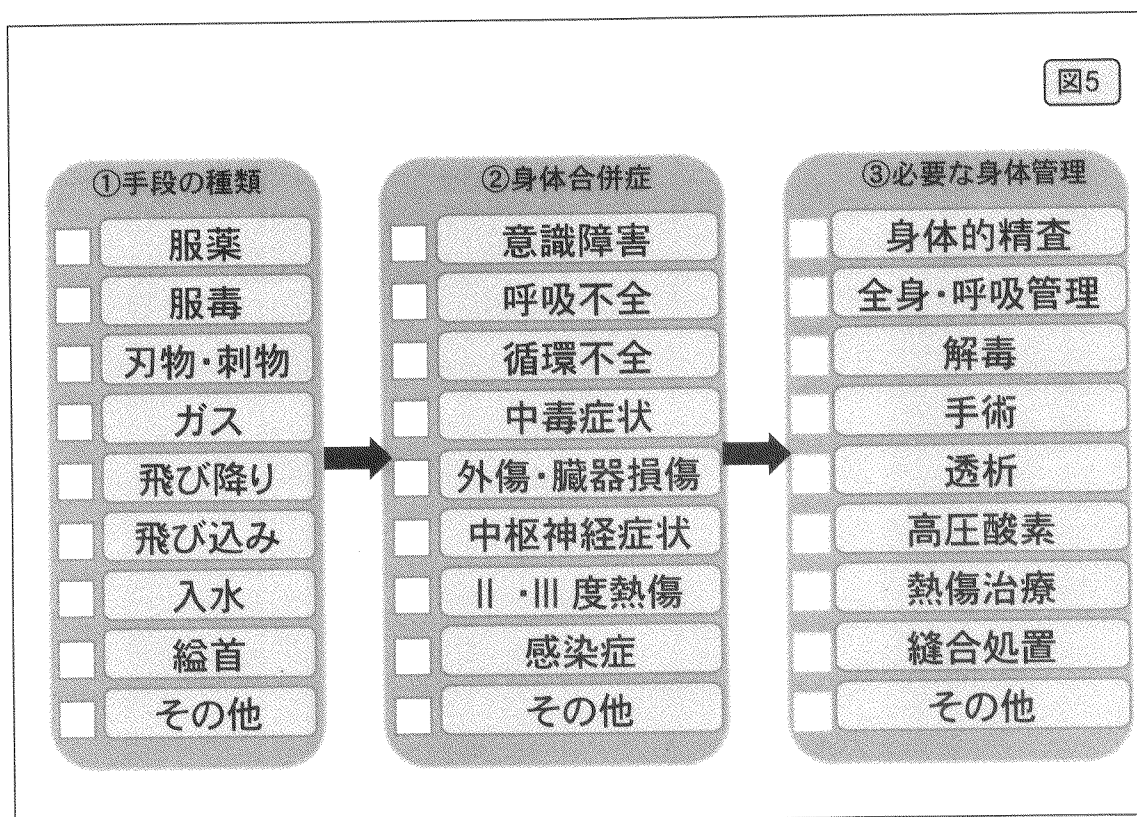 図5
①手段の種類
服薬
服毒
刃物・刺物
ガス
飛び降り
飛び込み
入水
縊首
その他
②身体合併症
意識障害
呼吸不全
循環不全
中毒症状
外傷・臓器損傷
中枢神経症状
Ⅱ・Ⅲ度熱傷
感染症
その他
③必要な身体管理
身体的精査
全身・呼吸管理
解毒
手術
透析
高圧酸素
熱傷治療
縫合処置
その他